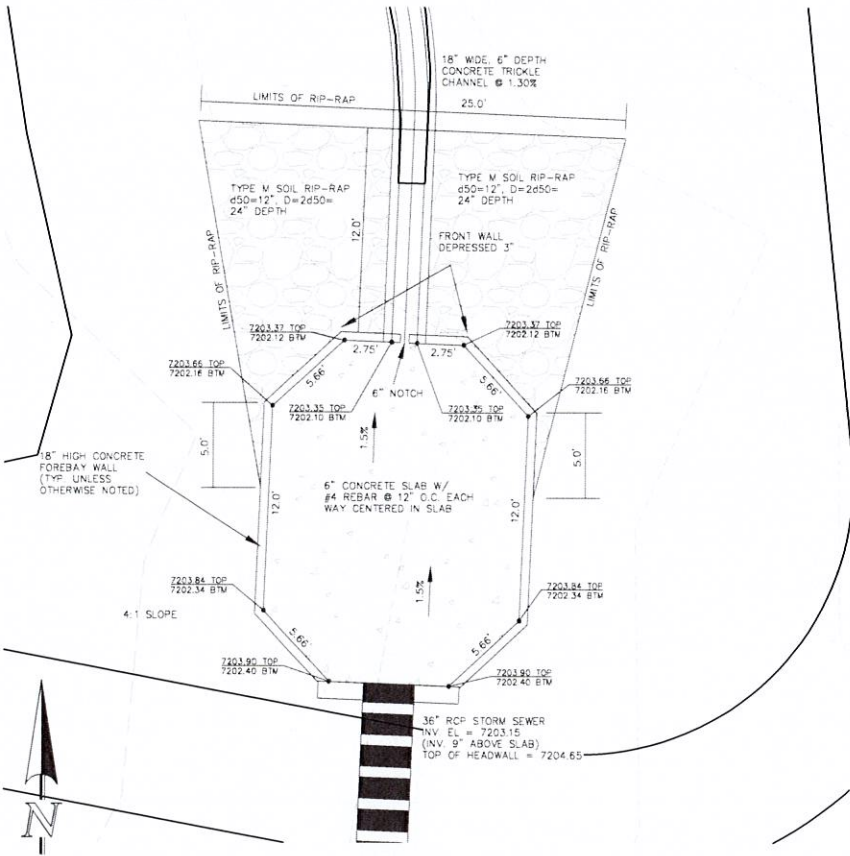 18" WIDE, 6" DEPTH
CONCRETE TRICKLE
CHANNEL @ 1.30%
LIMITS OF RIP-RAP
25.0'
TYPE M SOIL RIP-RAP
d50=12", D=2d50=
24" DEPTH
TYPE M SOIL RIP-RAP
d50=12", D=2d50=
24" DEPTH
12.0'
FRONT WALL
DEPRESSED 3"
LIMITS OF RIP-RAP
LIMITS OF RIP-RAP
7203.37 TOP
7202.12 BTM
2.75'
2.75'
7203.37 TOP
7202.12 BTM
7203.66 TOP
7202.16 BTM
5.66'
6" NOTCH
5.66'
7203.66 TOP
7202.16 BTM
7203.35 TOP
7202.10 BTM
7203.35 TOP
7202.10 BTM
5.0'
1.5%
5.0'
18" HIGH CONCRETE
FOREBAY WALL
(TYP. UNLESS
OTHERWISE NOTED)
12.0'
6" CONCRETE SLAB W/
#4 REBAR @ 12" O.C. EACH
WAY CENTERED IN SLAB
12.0'
7203.84 TOP
7202.34 BTM
1.5%
7203.84 TOP
7202.34 BTM
4:1 SLOPE
5.66'
5.66'
7203.90 TOP
7202.40 BTM
7203.90 TOP
7202.40 BTM
36" RCP STORM SEWER
INV. EL = 7203.15
(INV. 9" ABOVE SLAB)
TOP OF HEADWALL = 7204.65
N